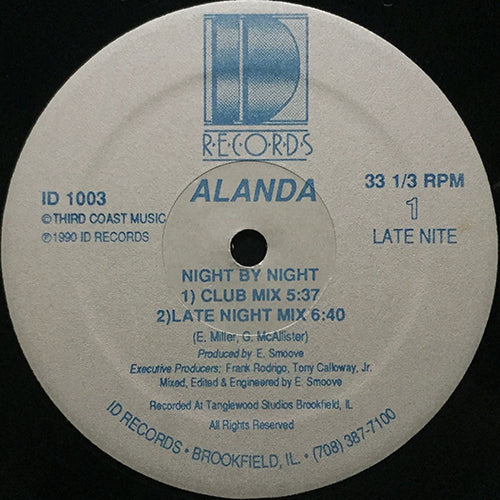 ID
R·E·C·O·R·D·S
ID 1003
ALANDA
33 1/3 RPM
©THIRD COAST MUSIC
1
℗1990 ID RECORDS
LATE NITE
NIGHT BY NIGHT
1) CLUB MIX 5:37
2)LATE NIGHT MIX 6:40
(E. Miller, G. McAllister)
Produced by E. Smoove
Executive Producers; Frank Rodrigo, Tony Calloway, Jr.
Mixed, Edited & Engineered by E. Smoove
Recorded At Tanglewood Studios Brookfield, IL
All Rights Reserved
ID RECORDS • BROOKFIELD, IL. • (708) 387-7100